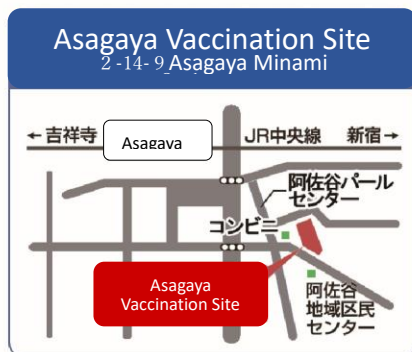 Asagaya Vaccination Site
2 -14- 9 Asagaya Minami
←吉祥寺
Asagaya
JR中央線
新宿→
阿佐谷パール
センター
コンビニ
Asagaya
Vaccination Site
阿佐谷
地域区民
センター